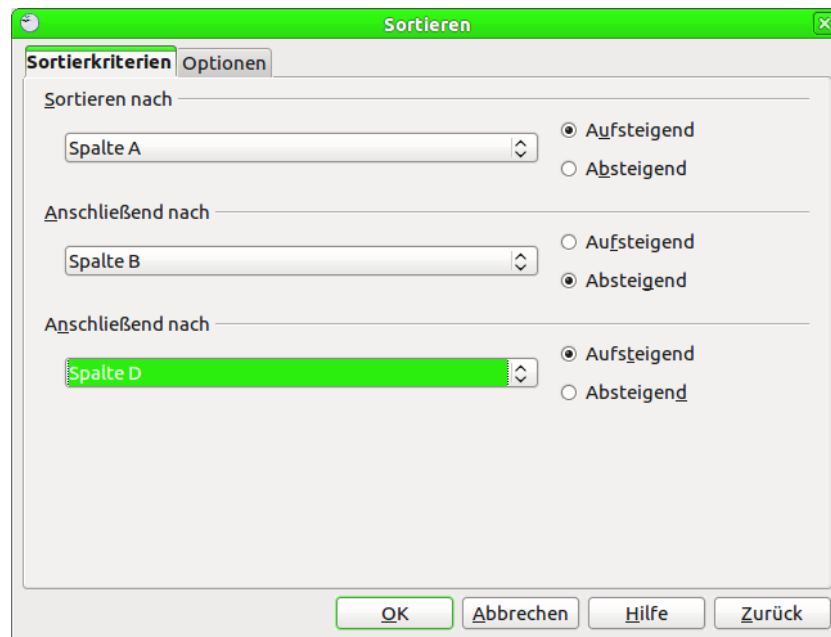 Sortieren
Sortierkriterien Optionen
Sortieren nach
Spalte A
Aufsteigend
Absteigend
Anschließend nach
Spalte B
Aufsteigend
Absteigend
Anschließend nach
Spalte D
Aufsteigend
Absteigend
OK Abbrechen Hilfe Zurück